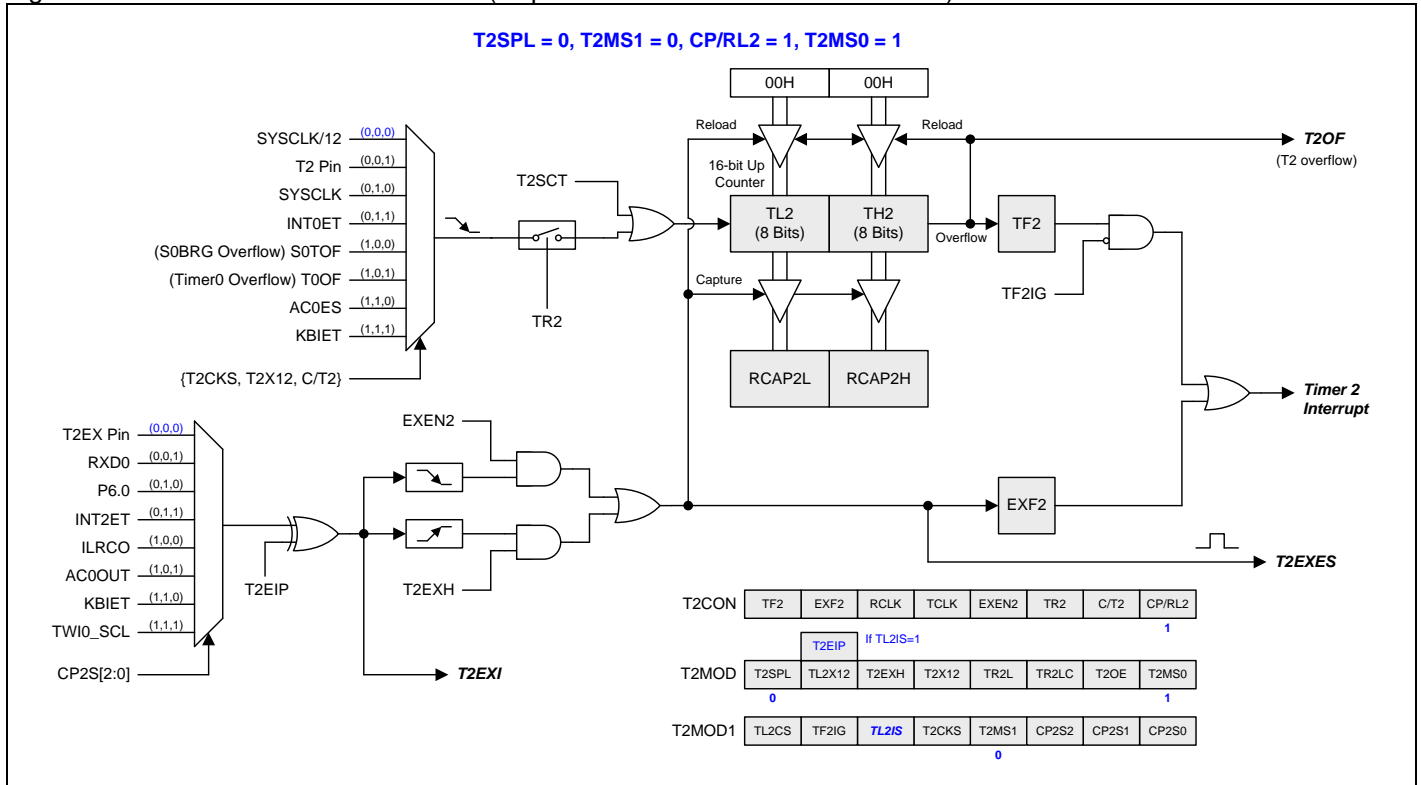 T2SPL = 0, T2MS1 = 0, CP/RL2 = 1, T2MS0 = 1
00H 00H
Reload Reload
16-bit Up
Counter
T2OF
(T2 overflow)
SYSCLK/12 (0,0,0)
T2 Pin (0,0,1)
SYSCLK (0,1,0)
INT0ET (0,1,1)
(S0BRG Overflow) S0TOF (1,0,0)
(Timer0 Overflow) T0OF (1,0,1)
AC0ES (1,1,0)
KBIET (1,1,1)
{T2CKS, T2X12, C/T2}
T2SCT
TR2
TL2
(8 Bits)
TH2
(8 Bits)
Overflow
TF2
TF2IG
Capture
RCAP2L RCAP2H
Timer 2
Interrupt
EXEN2
T2EX Pin (0,0,0)
RXD0 (0,0,1)
P6.0 (0,1,0)
INT2ET (0,1,1)
ILRCO (1,0,0)
AC0OUT (1,0,1)
KBIET (1,1,0)
TWI0_SCL (1,1,1)
CP2S[2:0]
T2EIP
T2EXH
T2EXI
EXF2
T2EXES
T2CON TF2 EXF2 RCLK TCLK EXEN2 TR2 C/T2 CP/RL2
1
T2EIP If TL2IS=1
T2MOD T2SPL TL2X12 T2EXH T2X12 TR2L TR2LC T2OE T2MS0
0 1
T2MOD1 TL2CS TF2IG TL2IS T2CKS T2MS1 CP2S2 CP2S1 CP2S0
0